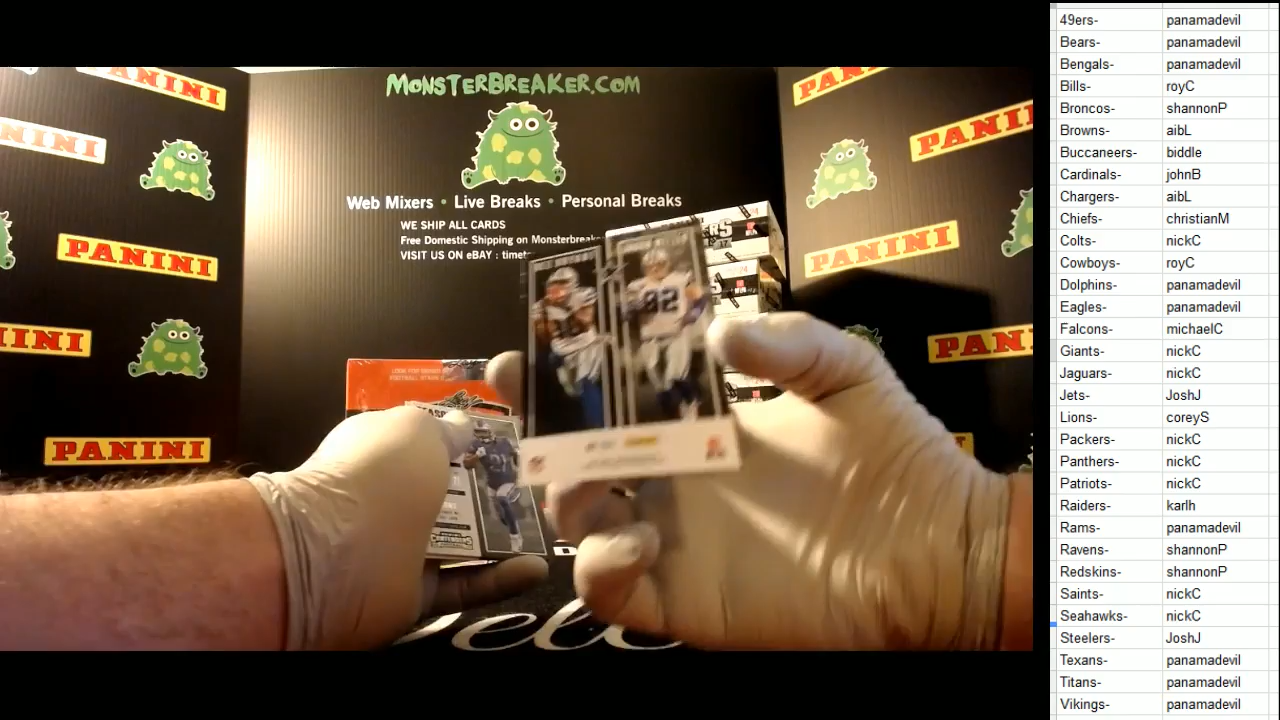 MONSTERBREAKER.COM
Web Mixers • Live Breaks • Personal Breaks
WE SHIP ALL CARDS
Free Domestic Shipping on Monsterbreake
VISIT US ON eBAY : timet
PANINI
PANINI
PANINI
PANINI
PANINI
PANINI
82
21
49ers- panamadevil
Bears- panamadevil
Bengals- panamadevil
Bills- royC
Broncos- shannonP
Browns- aibL
Buccaneers- biddle
Cardinals- johnB
Chargers- aibL
Chiefs- christianM
Colts- nickC
Cowboys- royC
Dolphins- panamadevil
Eagles- panamadevil
Falcons- michaelC
Giants- nickC
Jaguars- nickC
Jets- JoshJ
Lions- coreyS
Packers- nickC
Panthers- nickC
Patriots- nickC
Raiders- karlh
Rams- panamadevil
Ravens- shannonP
Redskins- shannonP
Saints- nickC
Seahawks- nickC
Steelers- JoshJ
Texans- panamadevil
Titans- panamadevil
Vikings- panamadevil